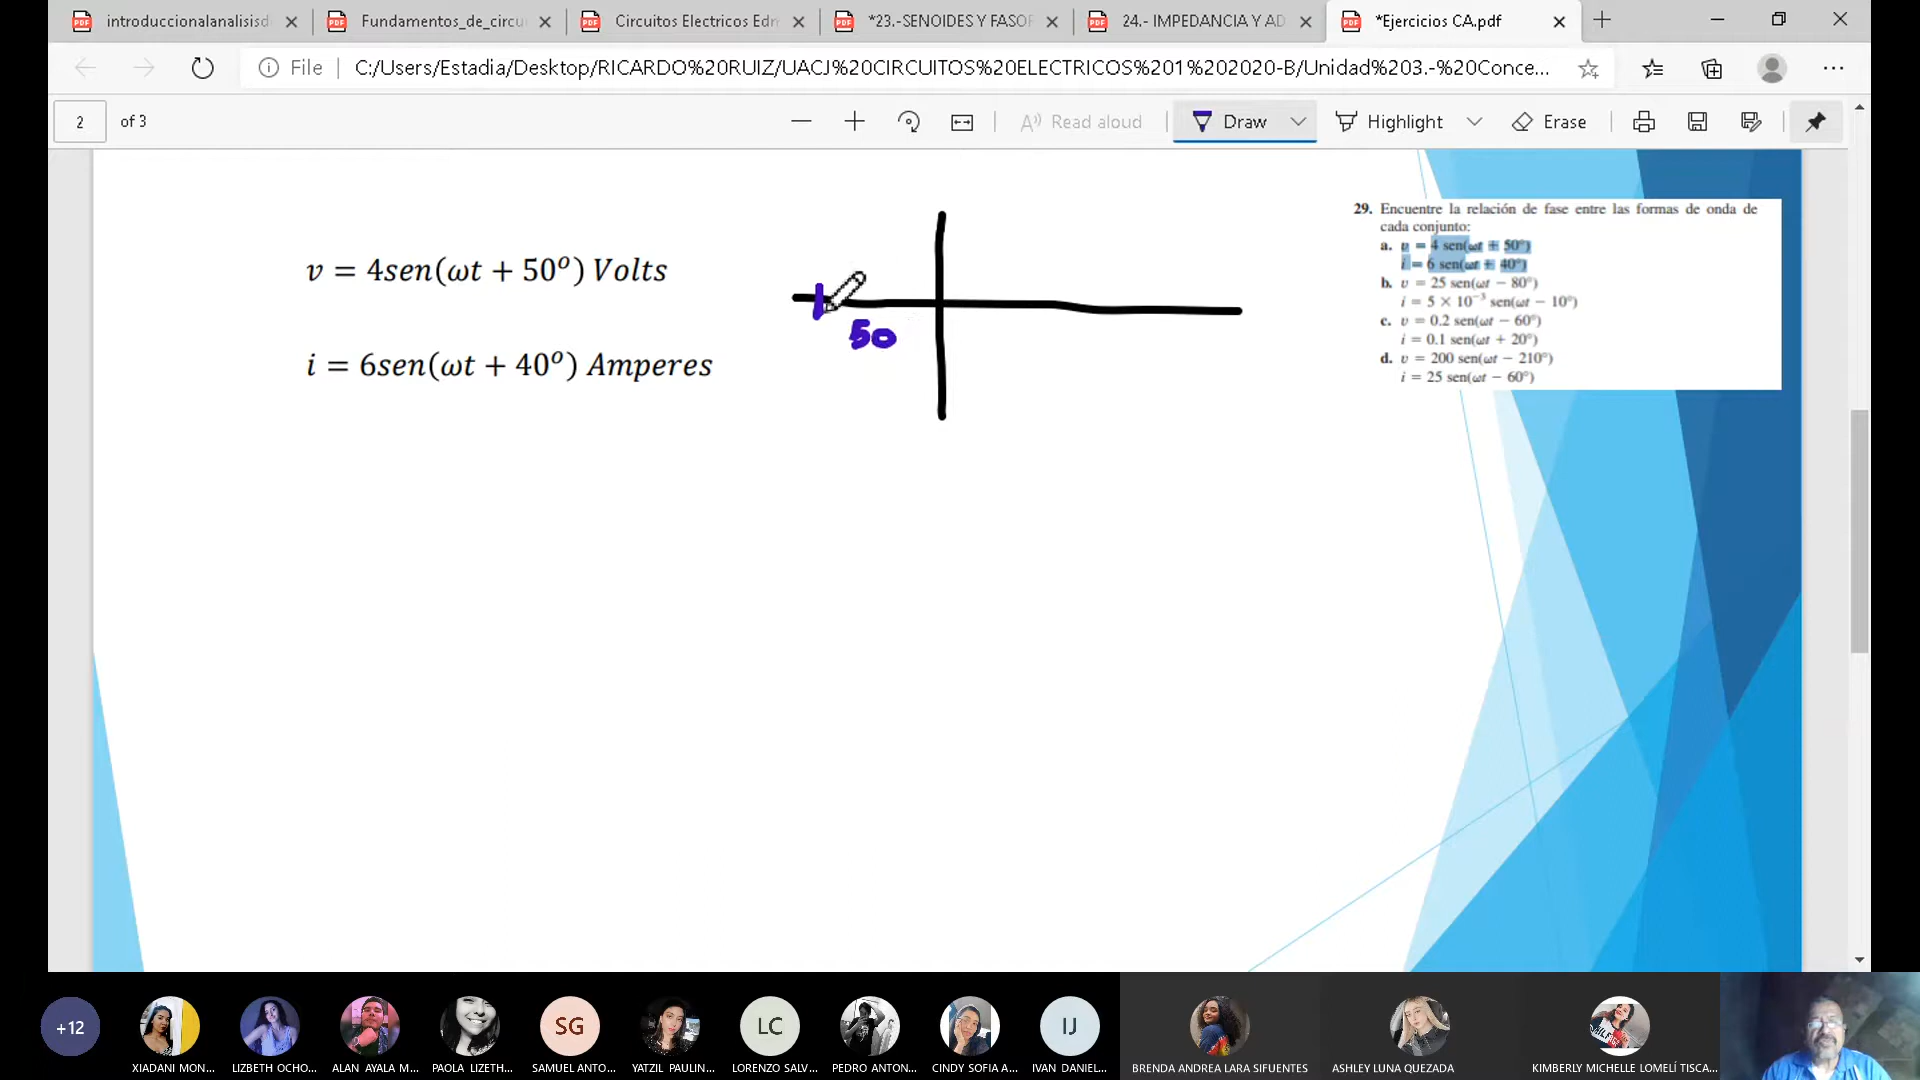 introduccionalanalisisd
Fundamentos_de_circu
Circuitos Electricos Edm
*23.-SENOIDES Y FASOR
24.- IMPEDANCIA Y AD
*Ejercicios CA.pdf
File
C:/Users/Estadia/Desktop/RICARDO%20RUIZ/UACJ%20CIRCUITOS%20ELECTRICOS%201%202020-B/Unidad%203.-%20Conce...
2 of 3
Read aloud
Draw
Highlight
Erase
v = 4sen(ωt + 50º) Volts
i = 6sen(ωt + 40º) Amperes
50
29. Encuentre la relación de fase entre las formas de onda de
cada conjunto:
a. v = 4 sen(ωt + 50°)
i = 6 sen(ωt + 40°)
b. v = 25 sen(ωt − 80°)
i = 5 × 10⁻³ sen(ωt − 10°)
c. v = 0.2 sen(ωt − 60°)
i = 0.1 sen(ωt + 20°)
d. v = 200 sen(ωt − 210°)
i = 25 sen(ωt − 60°)
+12
SG
LC
IJ
XIADANI MON...
LIZBETH OCHO...
ALAN AYALA M...
PAOLA LIZETH...
SAMUEL ANTO...
YATZIL PAULIN...
LORENZO SALV...
PEDRO ANTON...
CINDY SOFIA A...
IVAN DANIEL...
BRENDA ANDREA LARA SIFUENTES
ASHLEY LUNA QUEZADA
KIMBERLY MICHELLE LOMELÍ TISCA...